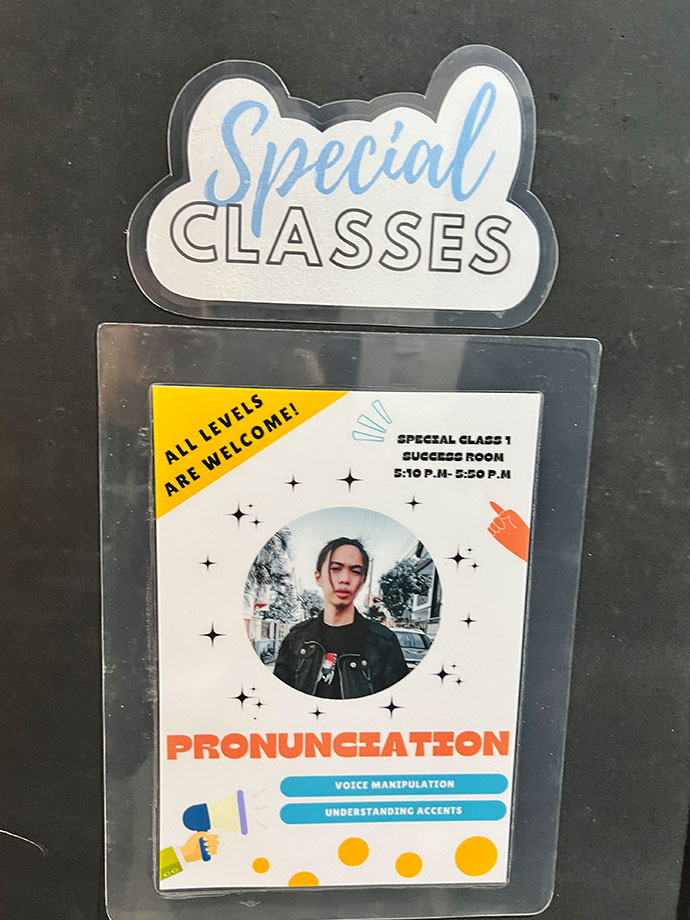 Special
CLASSES
ALL LEVELS
ARE WELCOME!
SPECIAL CLASS 1
SUCCESS ROOM
5:10 P.M- 5:50 P.M
PRONUNCIATION
VOICE MANIPULATION
UNDERSTANDING ACCENTS